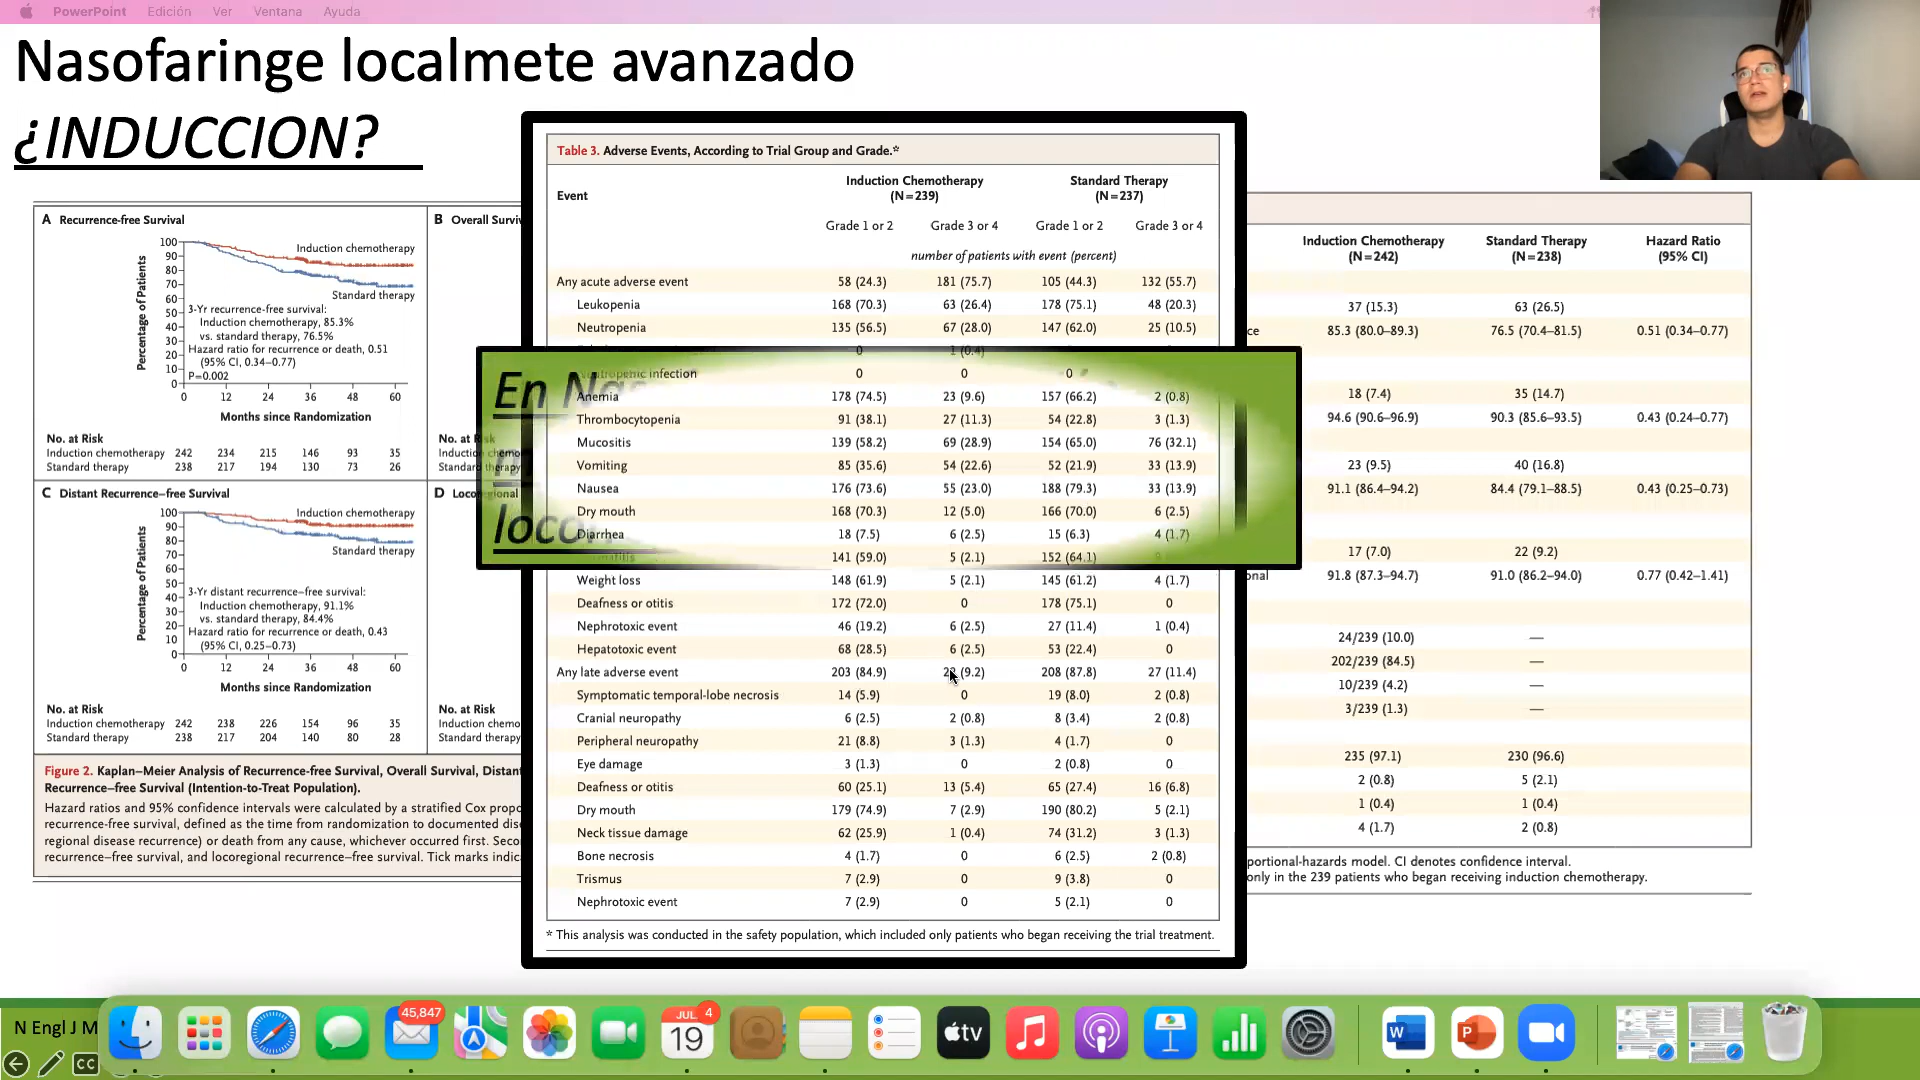 PowerPoint Edición Ver Ventana Ayuda
Nasofaringe localmete avanzado
¿INDUCCION?
A Recurrence-free Survival
Percentage of Patients
100
90
80
70
60
50
40
30
20
10
0
Induction chemotherapy
Standard therapy
3-Yr recurrence-free survival:
Induction chemotherapy, 85.3%
vs. standard therapy, 76.5%
Hazard ratio for recurrence or death, 0.51
(95% CI, 0.34–0.77)
P=0.002
0 12 24 36 48 60
Months since Randomization
No. at Risk
Induction chemotherapy 242 234 215 146 93 35
Standard therapy 238 217 194 130 73 26
B Overall
No. at
Standard therapy
C Distant Recurrence–free Survival
Percentage of Patients
100
90
80
70
60
50
40
30
20
10
0
Induction chemotherapy
Standard therapy
3-Yr distant recurrence–free survival:
Induction chemotherapy, 91.1%
vs. standard therapy, 84.4%
Hazard ratio for recurrence or death, 0.43
(95% CI, 0.25–0.73)
0 12 24 36 48 60
Months since Randomization
No. at Risk
Induction chemotherapy 242 238 226 154 96 35
Standard therapy 238 217 204 140 80 28
D
No. at Risk
Induction chemo
Standard therapy
Figure 2. Kaplan–Meier Analysis of Recurrence-free Survival, Overall Survival, Distant
Recurrence–free Survival (Intention-to-Treat Population).
Hazard ratios and 95% confidence intervals were calculated by a stratified Cox propo
recurrence-free survival, defined as the time from randomization to documented dis
regional disease recurrence) or death from any cause, whichever occurred first. Seco
recurrence–free survival, and locoregional recurrence–free survival. Tick marks indic
Table 3. Adverse Events, According to Trial Group and Grade.*
Event
Induction Chemotherapy
(N=239)
Standard Therapy
(N=237)
Grade 1 or 2 Grade 3 or 4 Grade 1 or 2 Grade 3 or 4
number of patients with event (percent)
Any acute adverse event 58 (24.3) 181 (75.7) 105 (44.3) 132 (55.7)
Leukopenia 168 (70.3) 63 (26.4) 178 (75.1) 48 (20.3)
Neutropenia 135 (56.5) 67 (28.0) 147 (62.0) 25 (10.5)
0 1 (0.4)
infection 0 0 0
Anemia 178 (74.5) 23 (9.6) 157 (66.2) 2 (0.8)
Thrombocytopenia 91 (38.1) 27 (11.3) 54 (22.8) 3 (1.3)
Mucositis 139 (58.2) 69 (28.9) 154 (65.0) 76 (32.1)
Vomiting 85 (35.6) 54 (22.6) 52 (21.9) 33 (13.9)
Nausea 176 (73.6) 55 (23.0) 188 (79.3) 33 (13.9)
Dry mouth 168 (70.3) 12 (5.0) 166 (70.0) 6 (2.5)
Diarrhea 18 (7.5) 6 (2.5) 15 (6.3) 4 (1.7)
141 (59.0) 5 (2.1) 152 (64.1)
Weight loss 148 (61.9) 5 (2.1) 145 (61.2) 4 (1.7)
Deafness or otitis 172 (72.0) 0 178 (75.1) 0
Nephrotoxic event 46 (19.2) 6 (2.5) 27 (11.4) 1 (0.4)
Hepatotoxic event 68 (28.5) 6 (2.5) 53 (22.4) 0
Any late adverse event 203 (84.9) (9.2) 208 (87.8) 27 (11.4)
Symptomatic temporal-lobe necrosis 14 (5.9) 0 19 (8.0) 2 (0.8)
Cranial neuropathy 6 (2.5) 2 (0.8) 8 (3.4) 2 (0.8)
Peripheral neuropathy 21 (8.8) 3 (1.3) 4 (1.7) 0
Eye damage 3 (1.3) 0 2 (0.8) 0
Deafness or otitis 60 (25.1) 13 (5.4) 65 (27.4) 16 (6.8)
Dry mouth 179 (74.9) 7 (2.9) 190 (80.2) 5 (2.1)
Neck tissue damage 62 (25.9) 1 (0.4) 74 (31.2) 3 (1.3)
Bone necrosis 4 (1.7) 0 6 (2.5) 2 (0.8)
Trismus 7 (2.9) 0 9 (3.8) 0
Nephrotoxic event 7 (2.9) 0 5 (2.1) 0
* This analysis was conducted in the safety population, which included only patients who began receiving the trial treatment.
En
Induction Chemotherapy
(N=242)
Standard Therapy
(N=238)
Hazard Ratio
(95% CI)
37 (15.3) 63 (26.5)
ce 85.3 (80.0–89.3) 76.5 (70.4–81.5) 0.51 (0.34–0.77)
18 (7.4) 35 (14.7)
94.6 (90.6–96.9) 90.3 (85.6–93.5) 0.43 (0.24–0.77)
23 (9.5) 40 (16.8)
91.1 (86.4–94.2) 84.4 (79.1–88.5) 0.43 (0.25–0.73)
17 (7.0) 22 (9.2)
onal 91.8 (87.3–94.7) 91.0 (86.2–94.0) 0.77 (0.42–1.41)
24/239 (10.0) —
202/239 (84.5) —
10/239 (4.2) —
3/239 (1.3) —
235 (97.1) 230 (96.6)
2 (0.8) 5 (2.1)
1 (0.4) 1 (0.4)
4 (1.7) 2 (0.8)
portional-hazards model. CI denotes confidence interval.
only in the 239 patients who began receiving induction chemotherapy.
N Engl J M
45,847
JUL 4
19
tv
W
P
CC